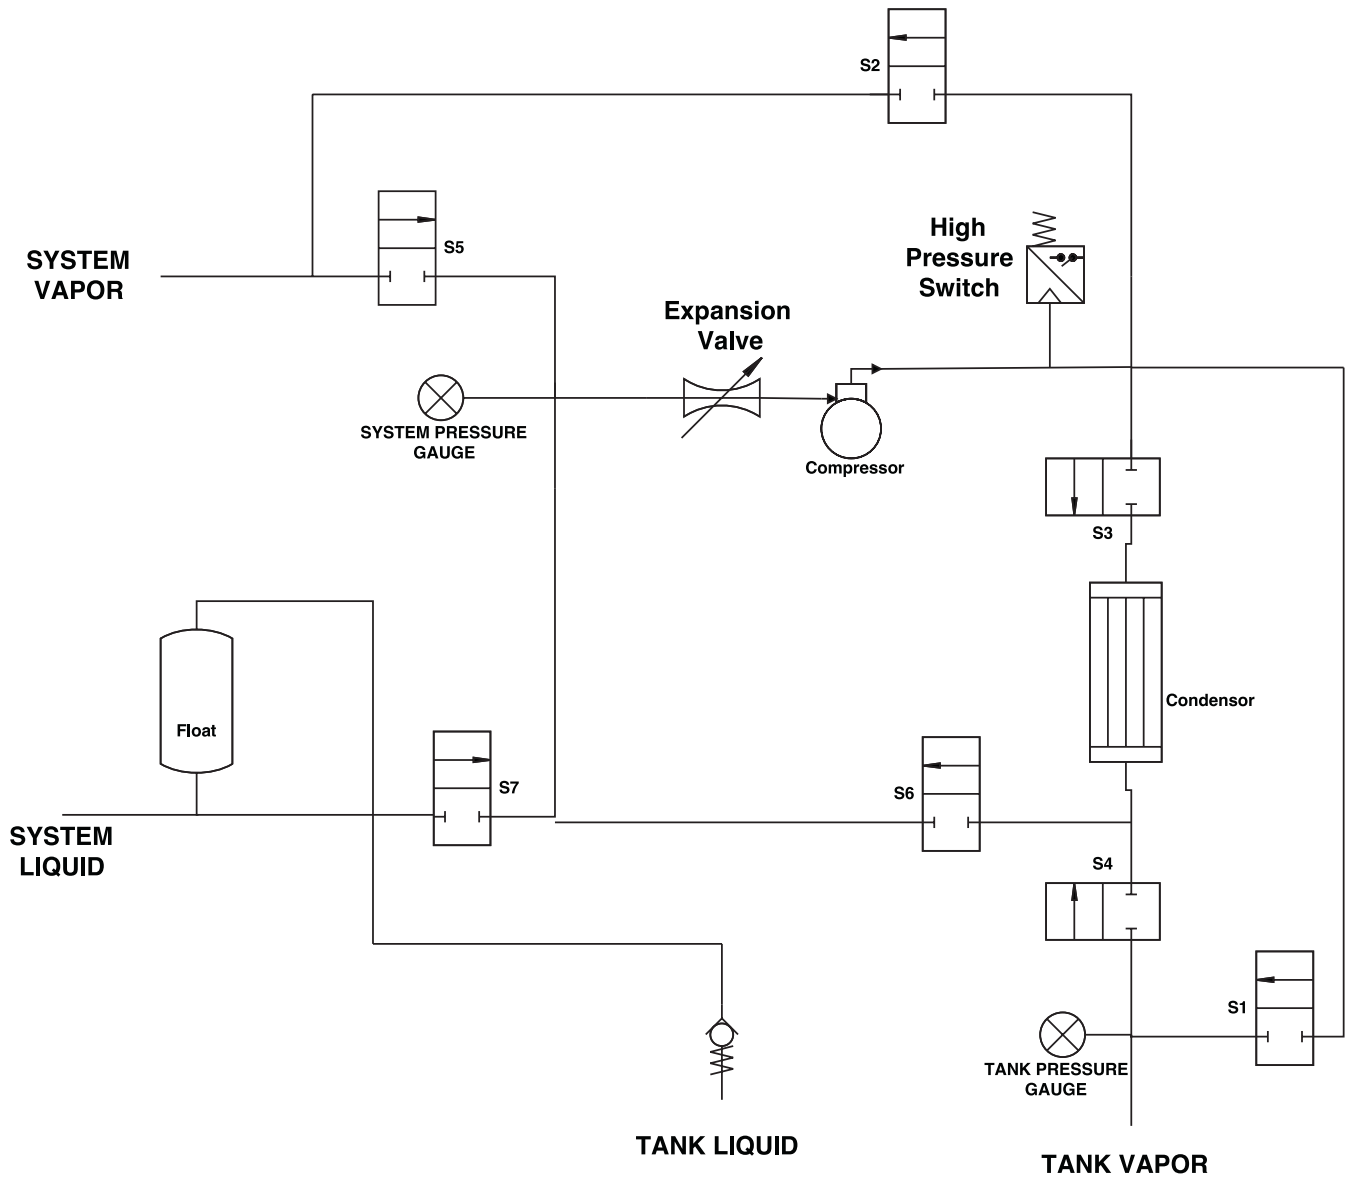 S2
S5
SYSTEM
VAPOR
High
Pressure
Switch
Expansion
Valve
SYSTEM PRESSURE
GAUGE
Compressor
S3
Float
Condensor
S7
S6
SYSTEM
LIQUID
S4
S1
TANK PRESSURE
GAUGE
TANK LIQUID
TANK VAPOR